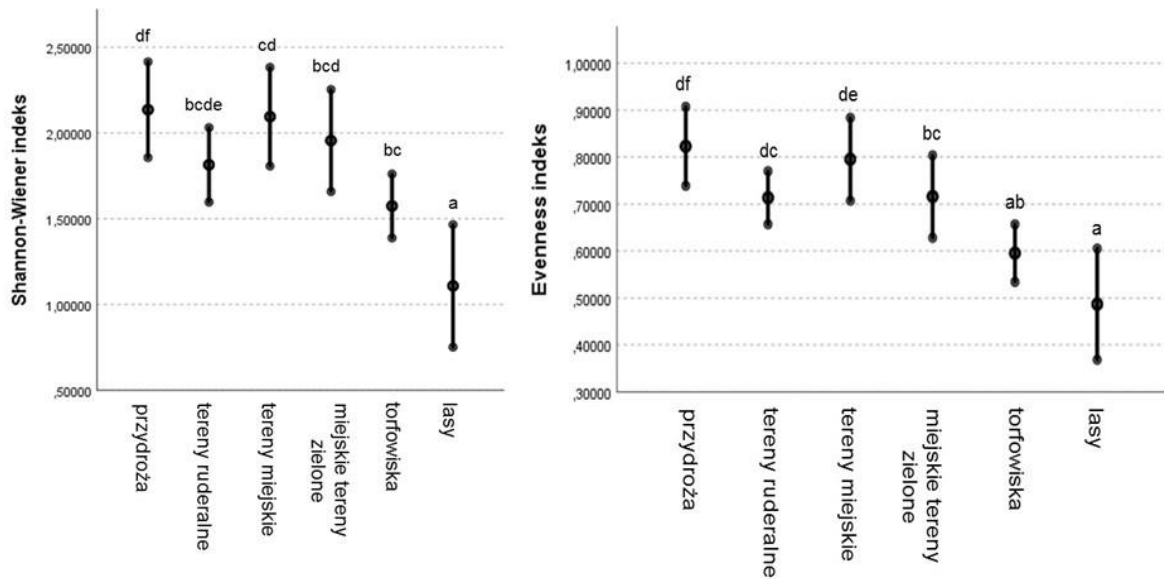 Shannon-Wiener indeks
2,50000
2,00000
1,50000
1,00000
,50000
df
bcde
cd
bcd
bc
a
przydroża
tereny ruderalne
tereny miejskie
miejskie tereny
zielone
torfowiska
lasy
Evenness indeks
1,00000
,90000
,80000
,70000
,60000
,50000
,40000
,30000
df
dc
de
bc
ab
a
przydroża
tereny ruderalne
tereny miejskie
miejskie tereny
zielone
torfowiska
lasy